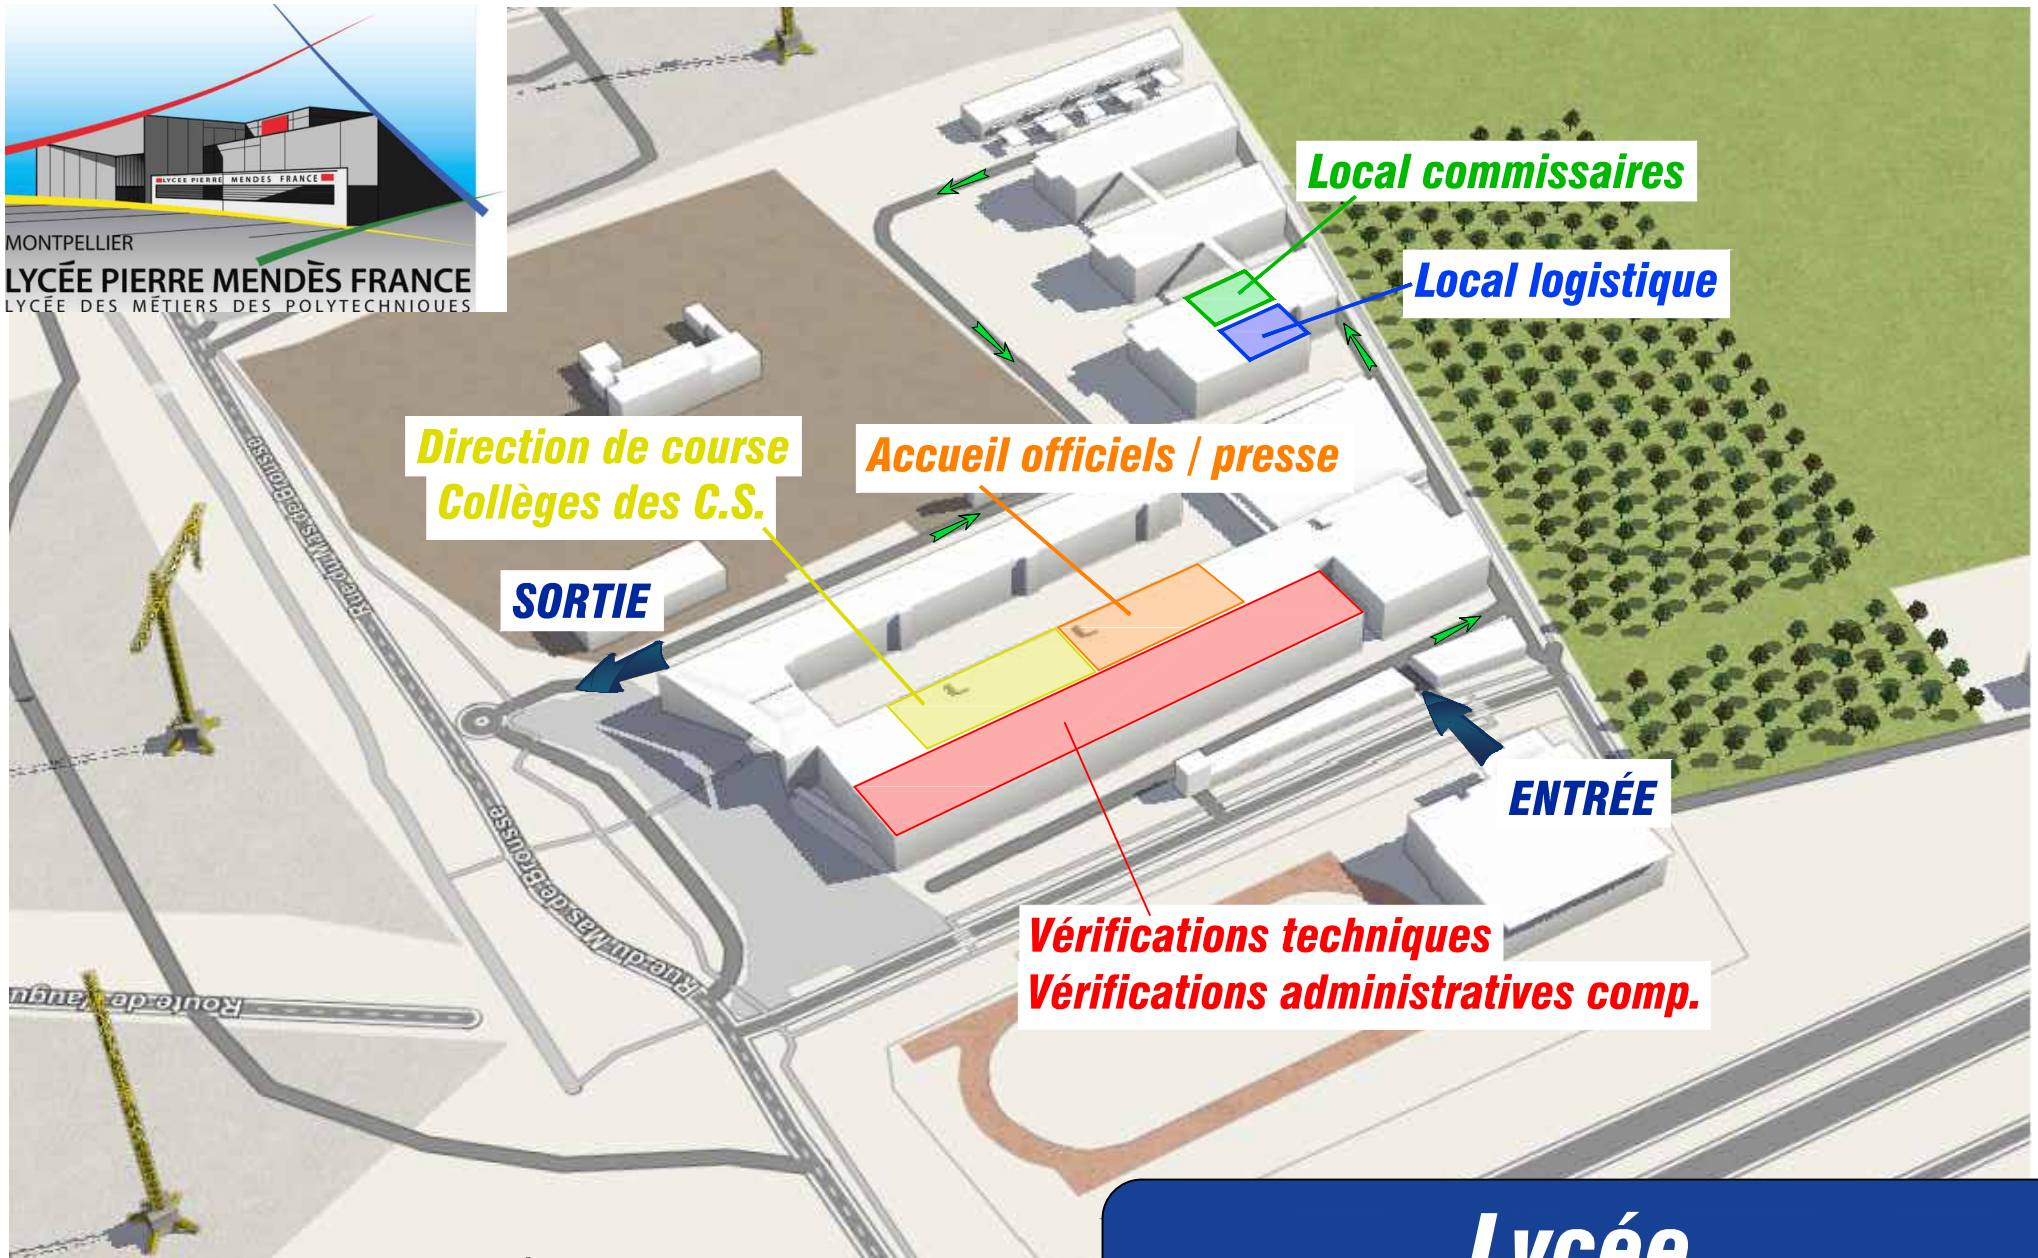 LYCEE PIERRE MENDES FRANCE
MONTPELLIER
LYCÉE PIERRE MENDÈS FRANCE
LYCÉE DES MÉTIERS DES POLYTECHNIQUES
Local commissaires
Local logistique
Direction de course
Collèges des C.S.
Accueil officiels / presse
Rue du Mas de Brousse
SORTIE
ENTRÉE
Rue du Mas de Brousse
Vérifications techniques
Vérifications administratives comp.
Route de
Lycée